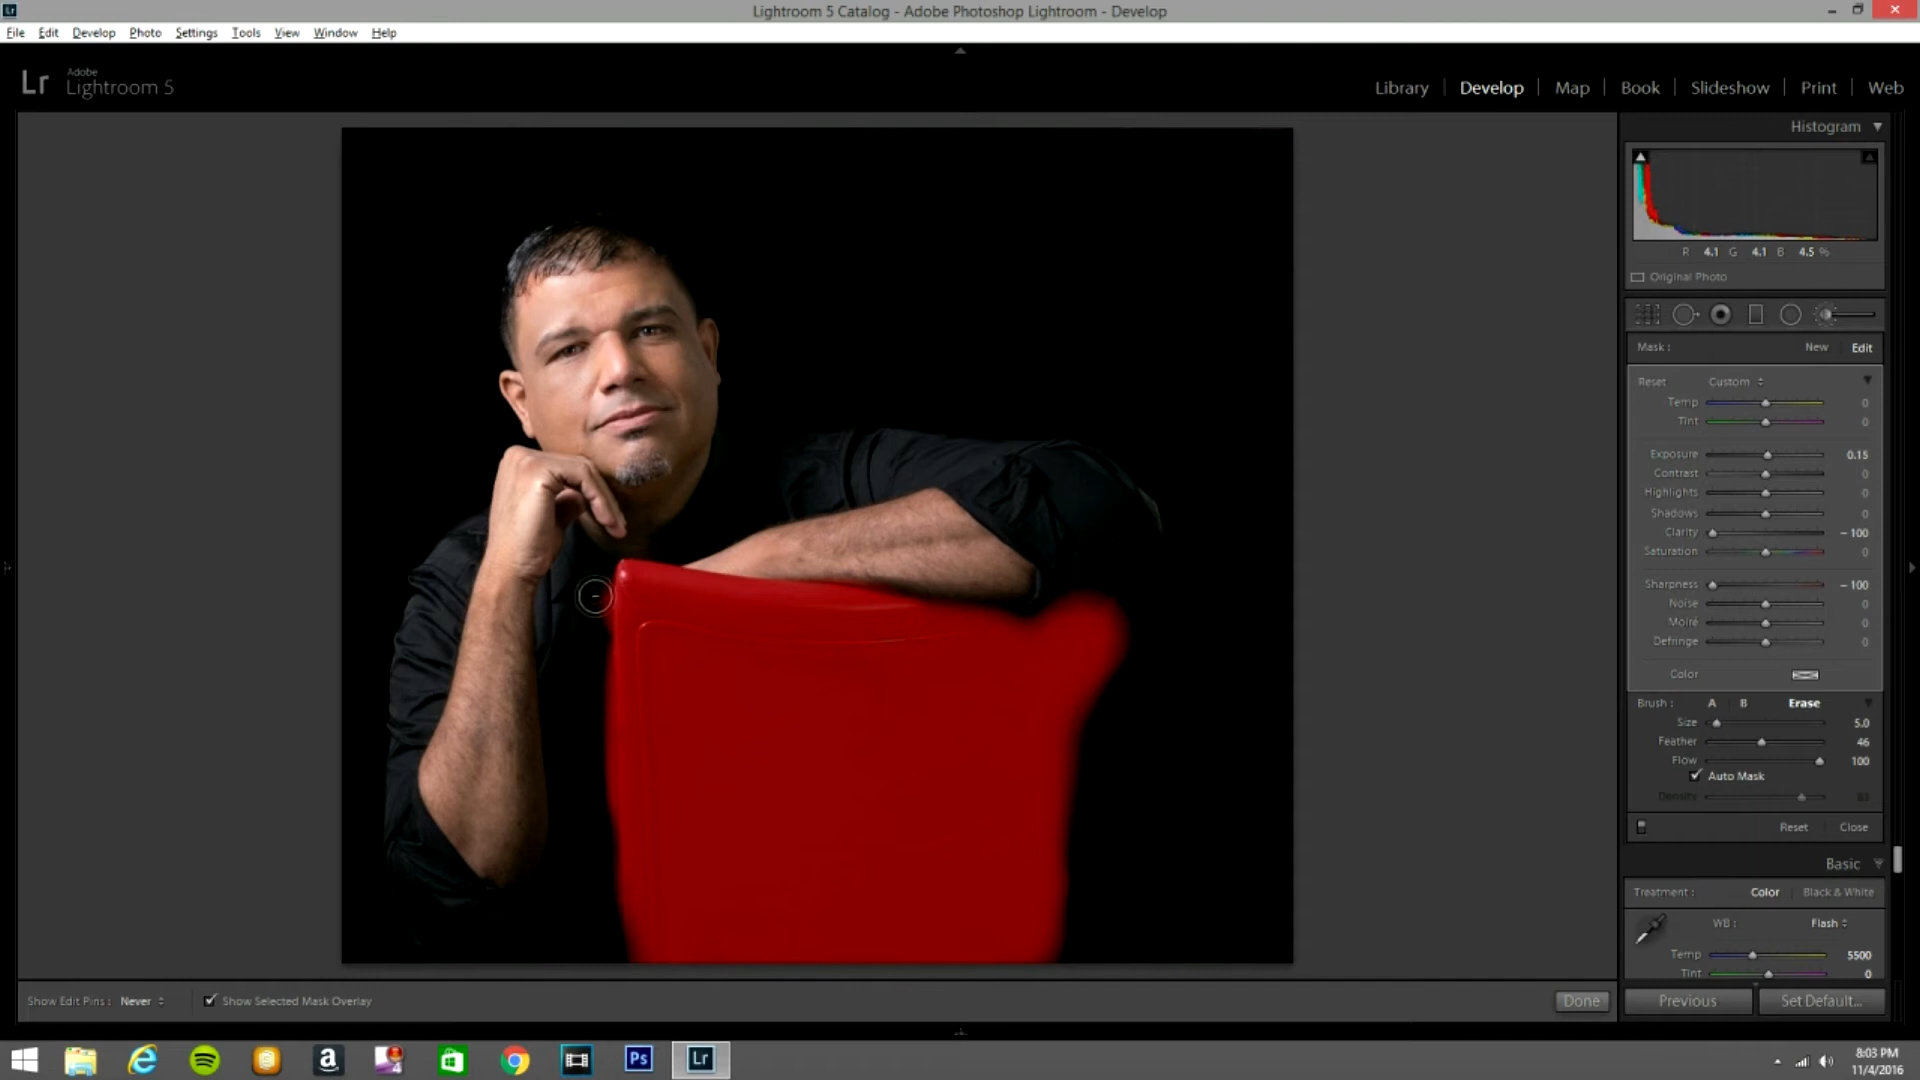 Lightroom 5 Catalog - Adobe Photoshop Lightroom - Develop
File Edit Develop Photo Settings Tools View Window Help
Lr Adobe Lightroom 5
Library Develop Map Book Slideshow Print Web
Histogram
R 4.1 G 4.1 B 4.5 %
Original Photo
Mask : New Edit
Reset Custom
Temp 0
Tint 0
Exposure 0.15
Contrast 0
Highlights 0
Shadows 0
Clarity – 100
Saturation 0
Sharpness – 100
Noise 0
Moiré 0
Defringe 0
Color
Brush : A B Erase
Size 5.0
Feather 46
Flow 100
Auto Mask
Density
Reset Close
Basic
Treatment : Color Black & White
WB : Flash
Temp 5500
Tint 0
Show Edit Pins : Never Show Selected Mask Overlay Done Previous Set Default...
Ps Lr
8:03 PM
11/4/2016